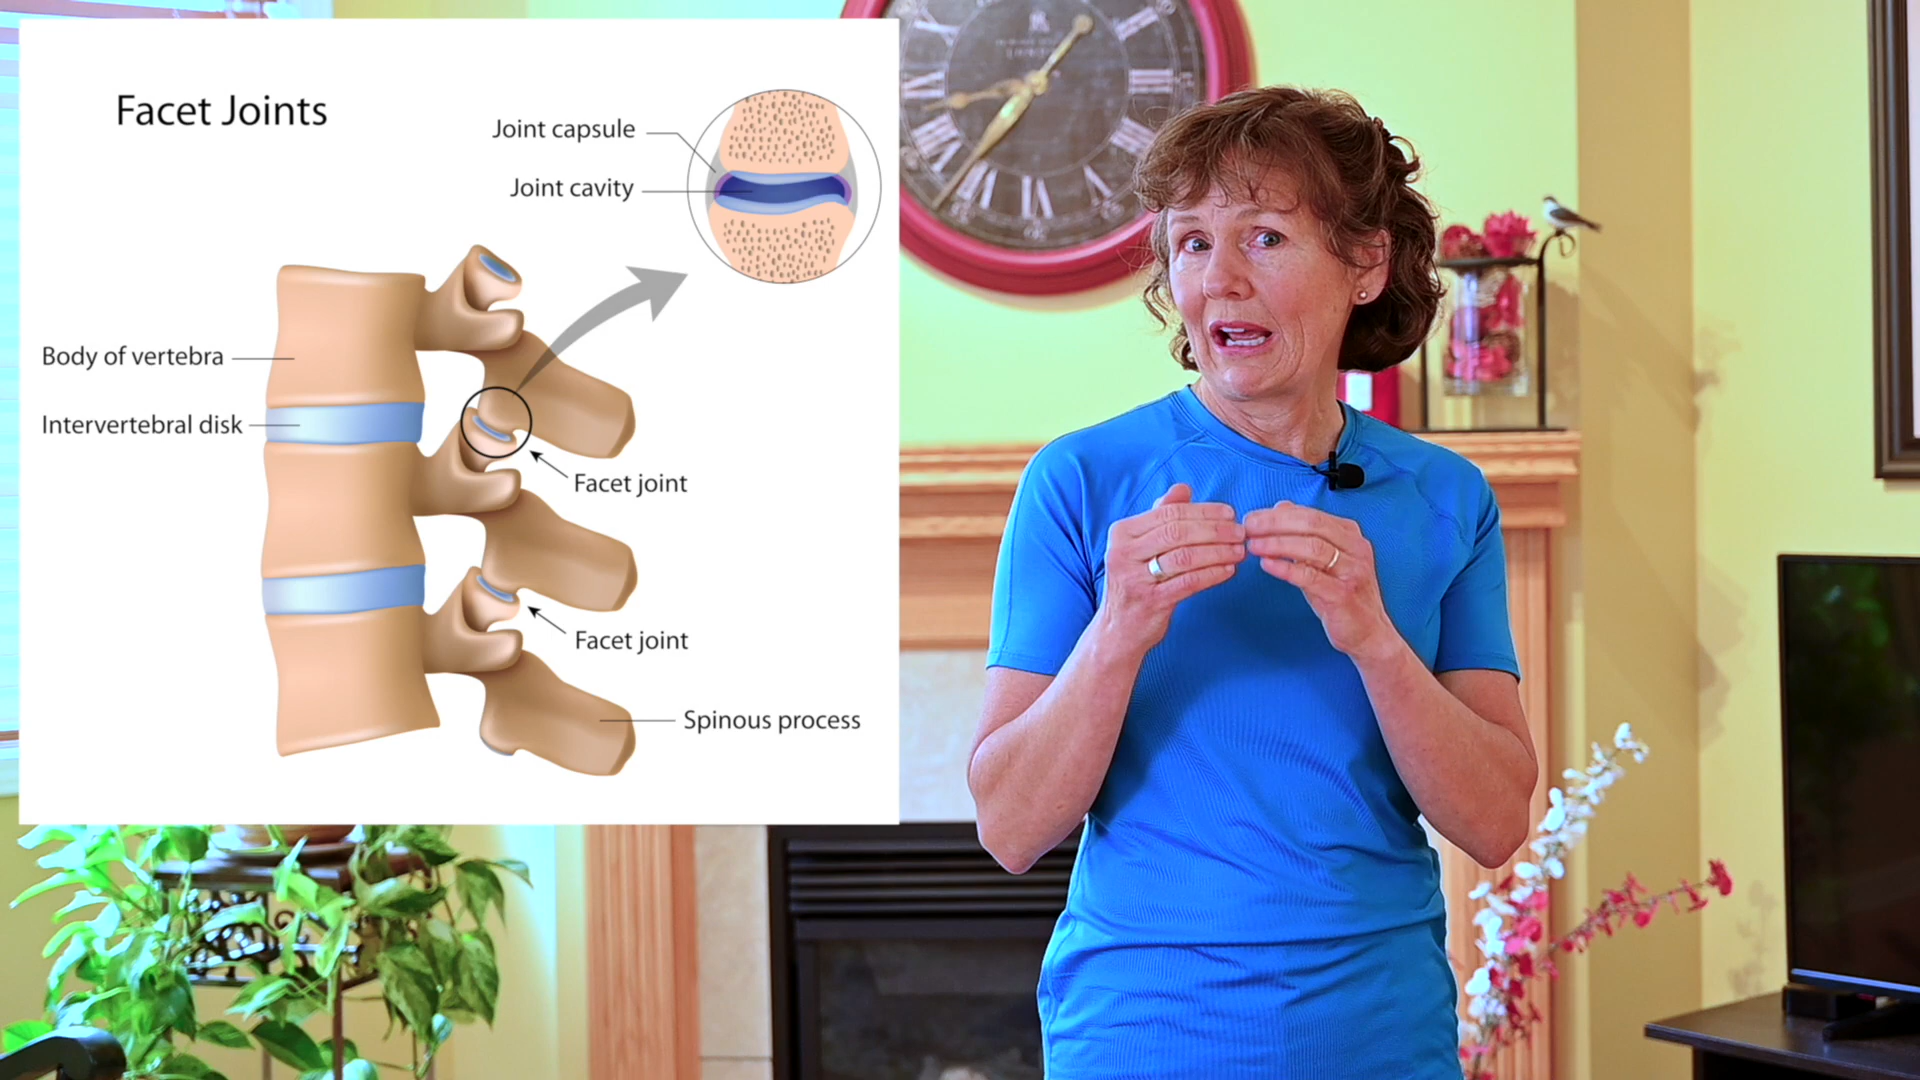 Facet Joints
Joint capsule
Joint cavity
Body of vertebra
Intervertebral disk
Facet joint
Facet joint
Spinous process